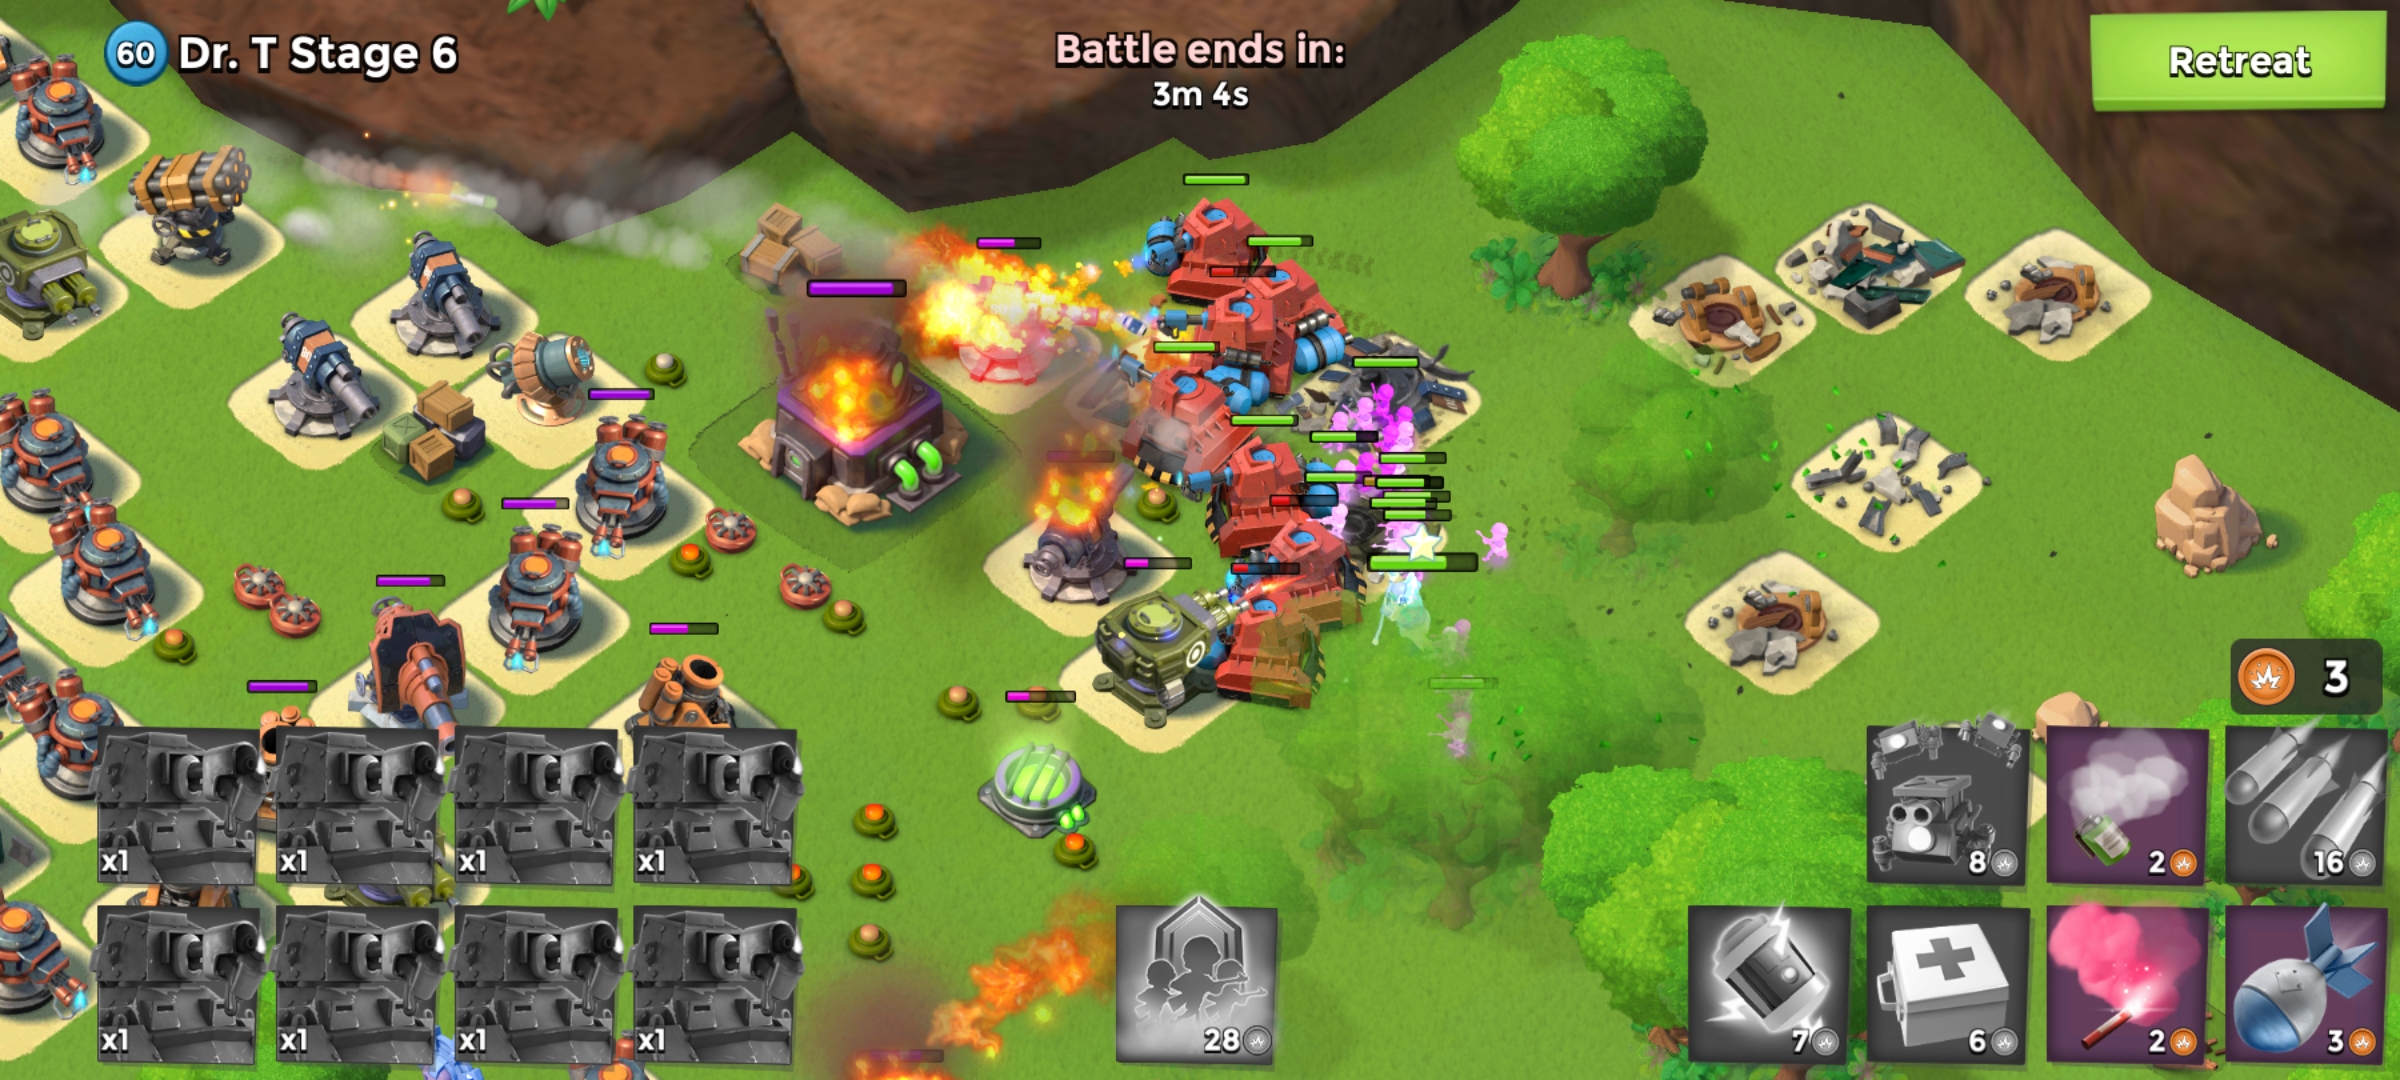 60 Dr. T Stage 6
Battle ends in:
3m 4s
Retreat
3
8
2
16
x1
x1
x1
x1
x1
x1
x1
x1
28
7
6
2
3